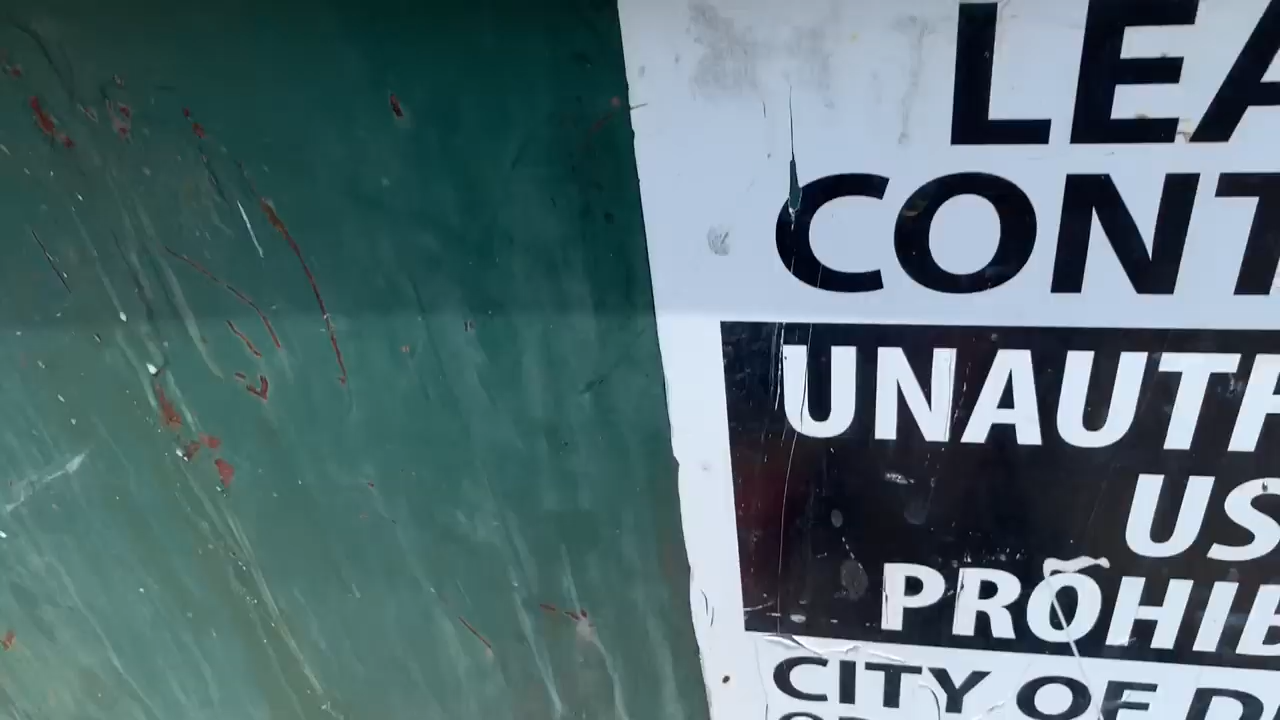 LEA
CONT
UNAUTH
US
PROHIB
CITY OF D